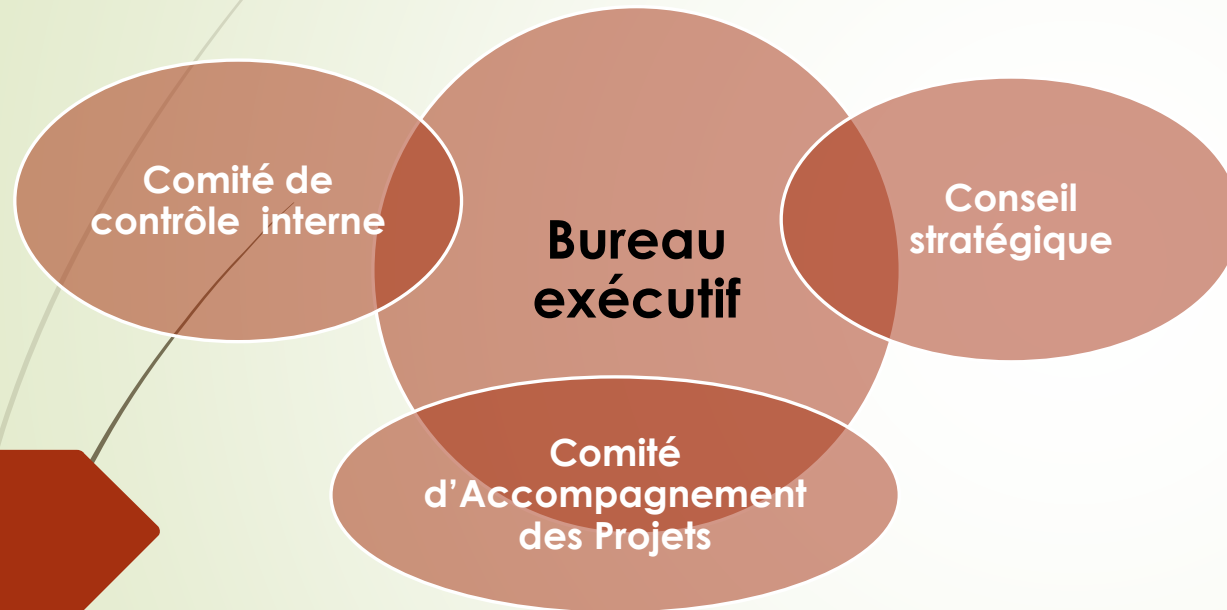 Comité de
contrôle  interne
Bureau
exécutif
Conseil
stratégique
Comité
d’Accompagnement
des Projets